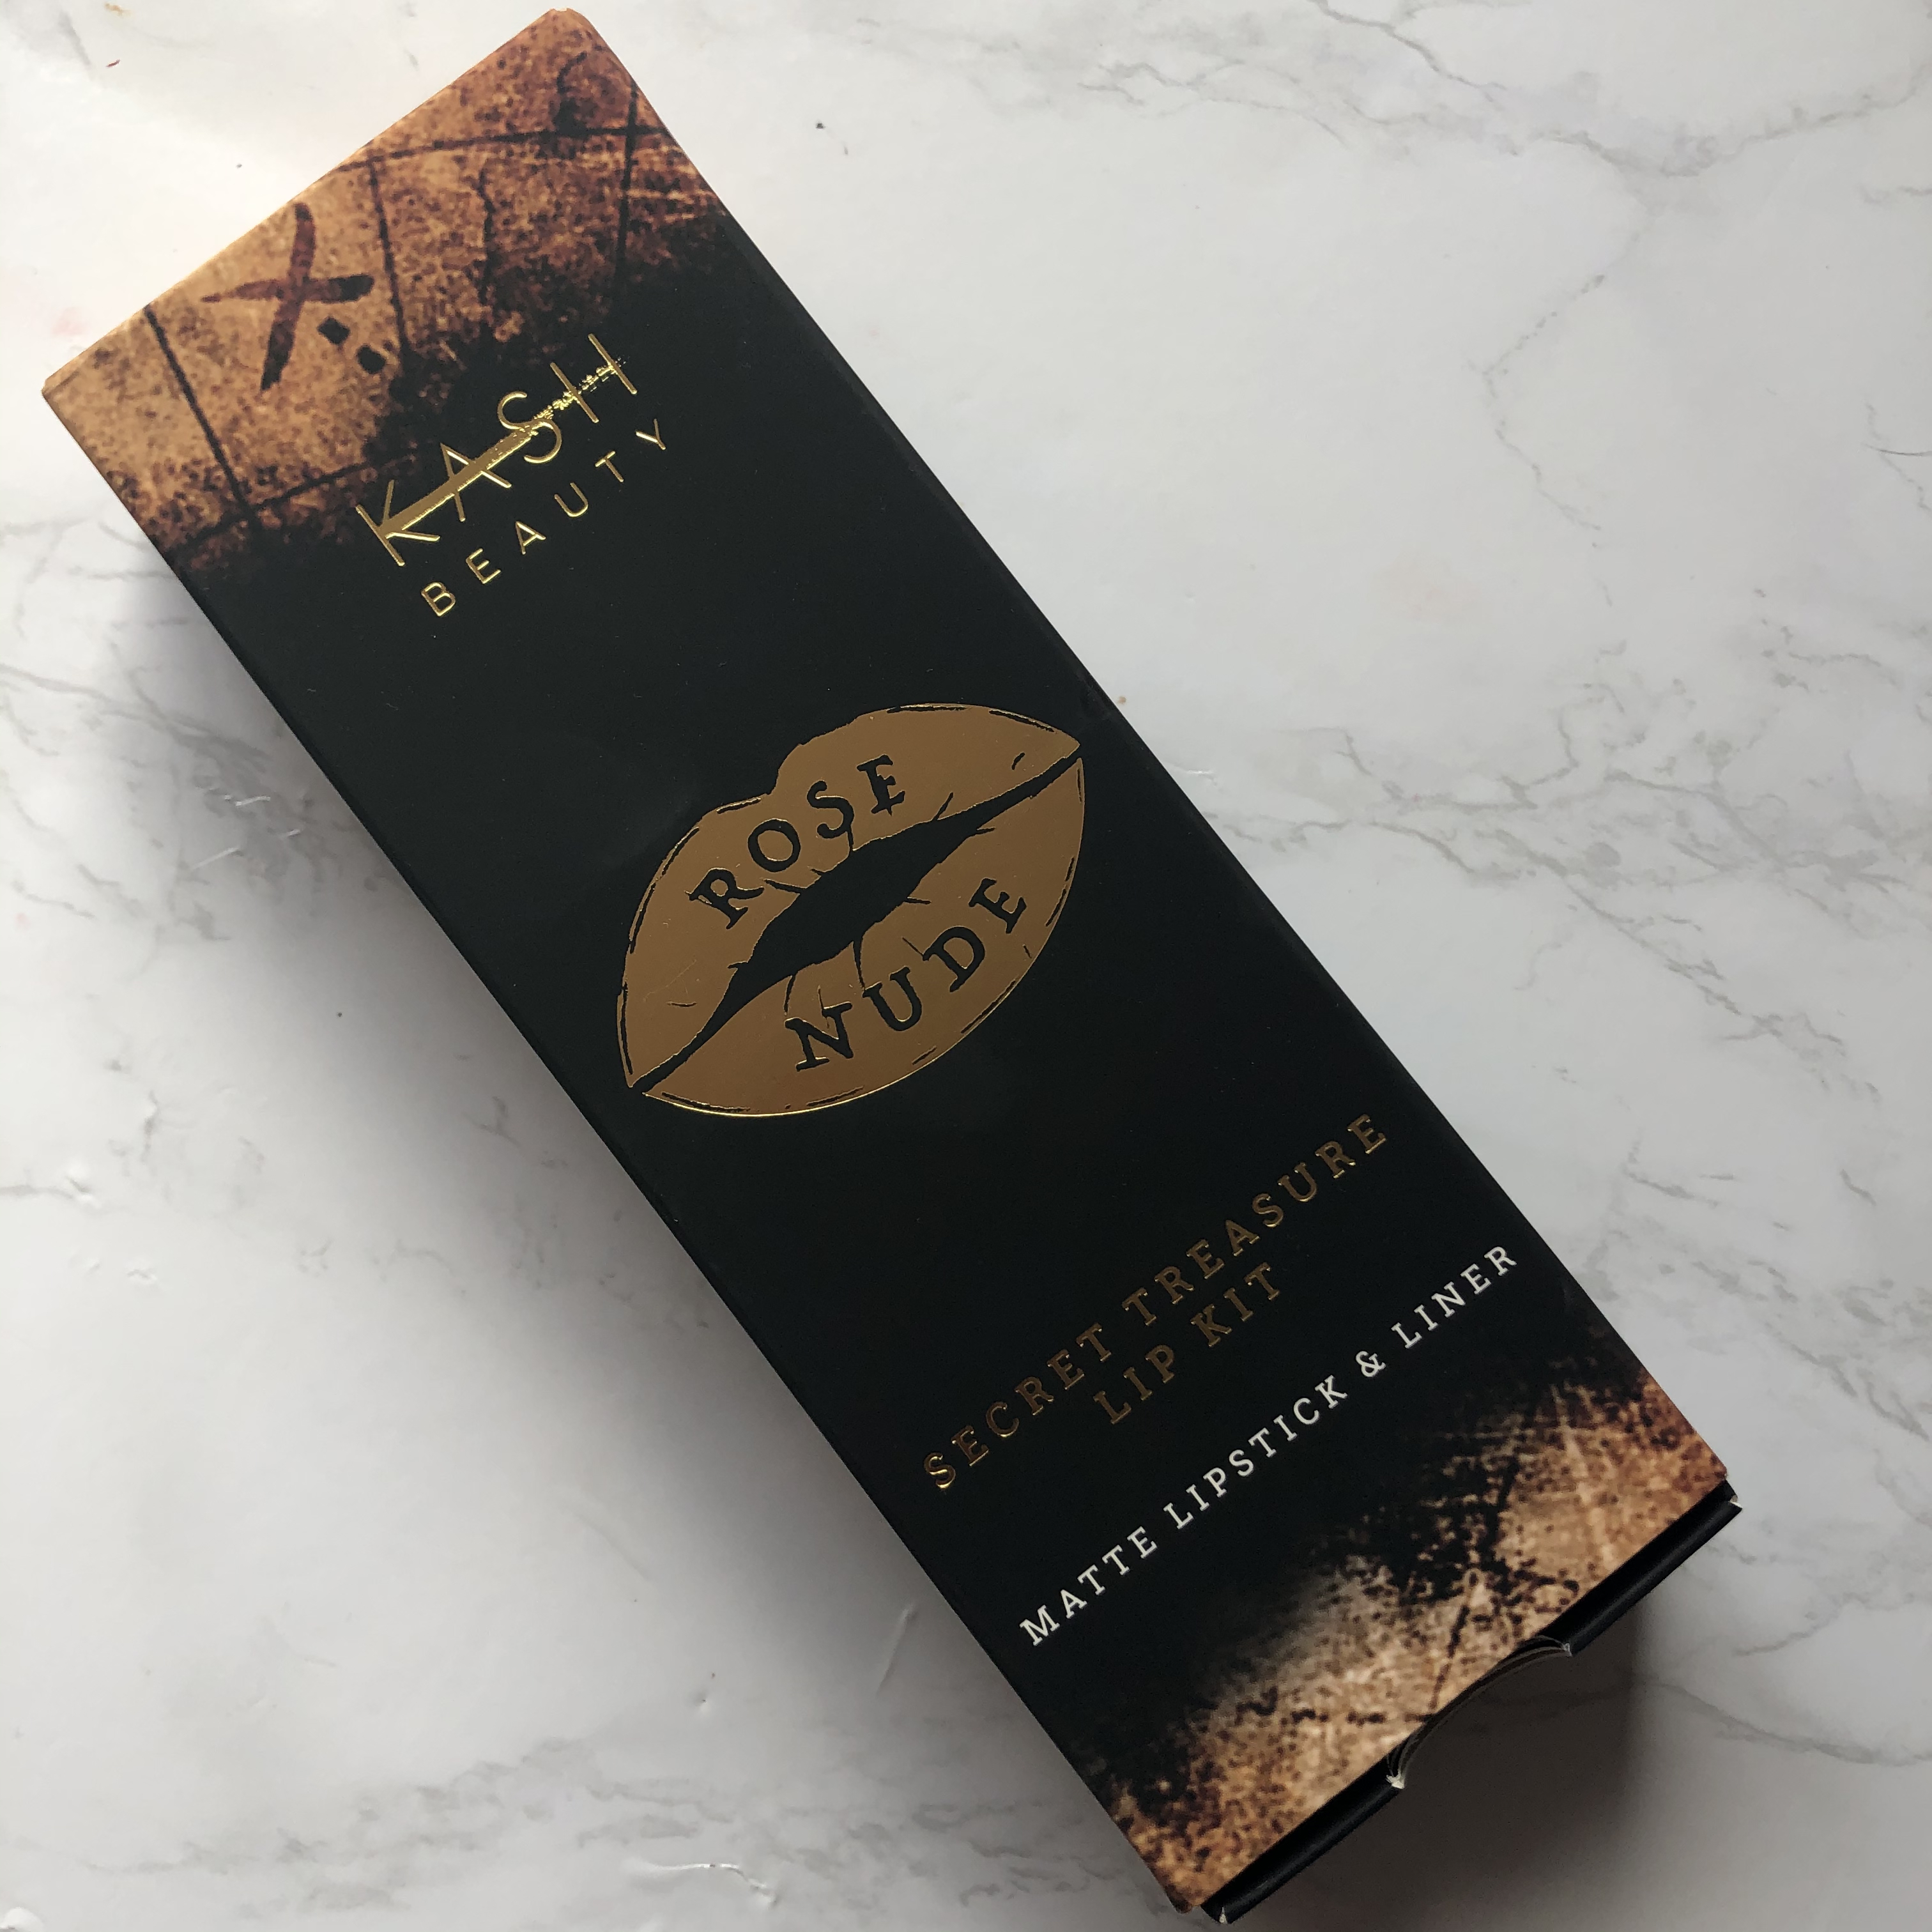 KASH
BEAUTY
ROSE
NUDE
SECRET TREASURE
LIP KIT
MATTE LIPSTICK & LINER